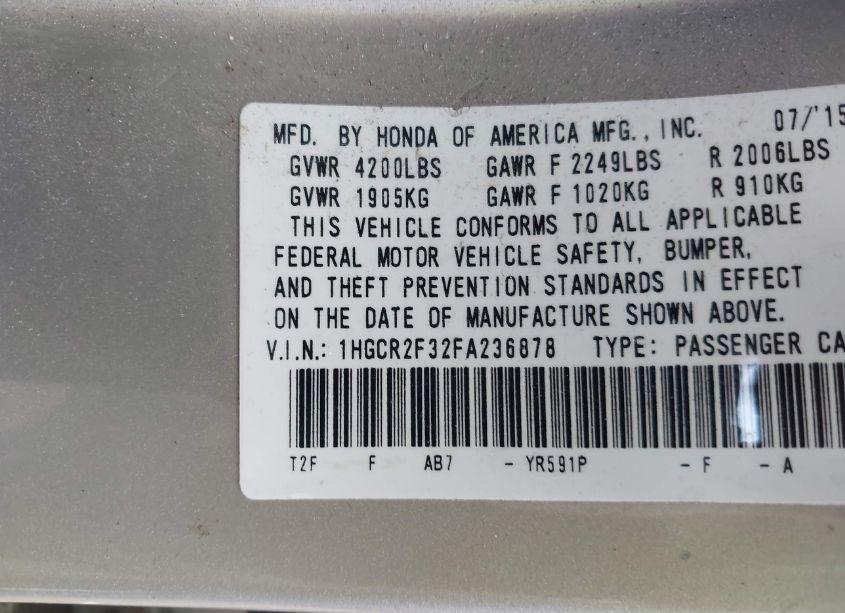 MFD. BY HONDA OF AMERICA MFG., INC. 07/'15
GVWR 4200LBS GAWR F 2249LBS R 2006LBS
GVWR 1905KG GAWR F 1020KG R 910KG
THIS VEHICLE CONFORMS TO ALL APPLICABLE
FEDERAL MOTOR VEHICLE SAFETY, BUMPER,
AND THEFT PREVENTION STANDARDS IN EFFECT
ON THE DATE OF MANUFACTURE SHOWN ABOVE.
V.I.N.: 1HGCR2F32FA236878 TYPE: PASSENGER CA
T2F F AB7 - YR591P - F - A